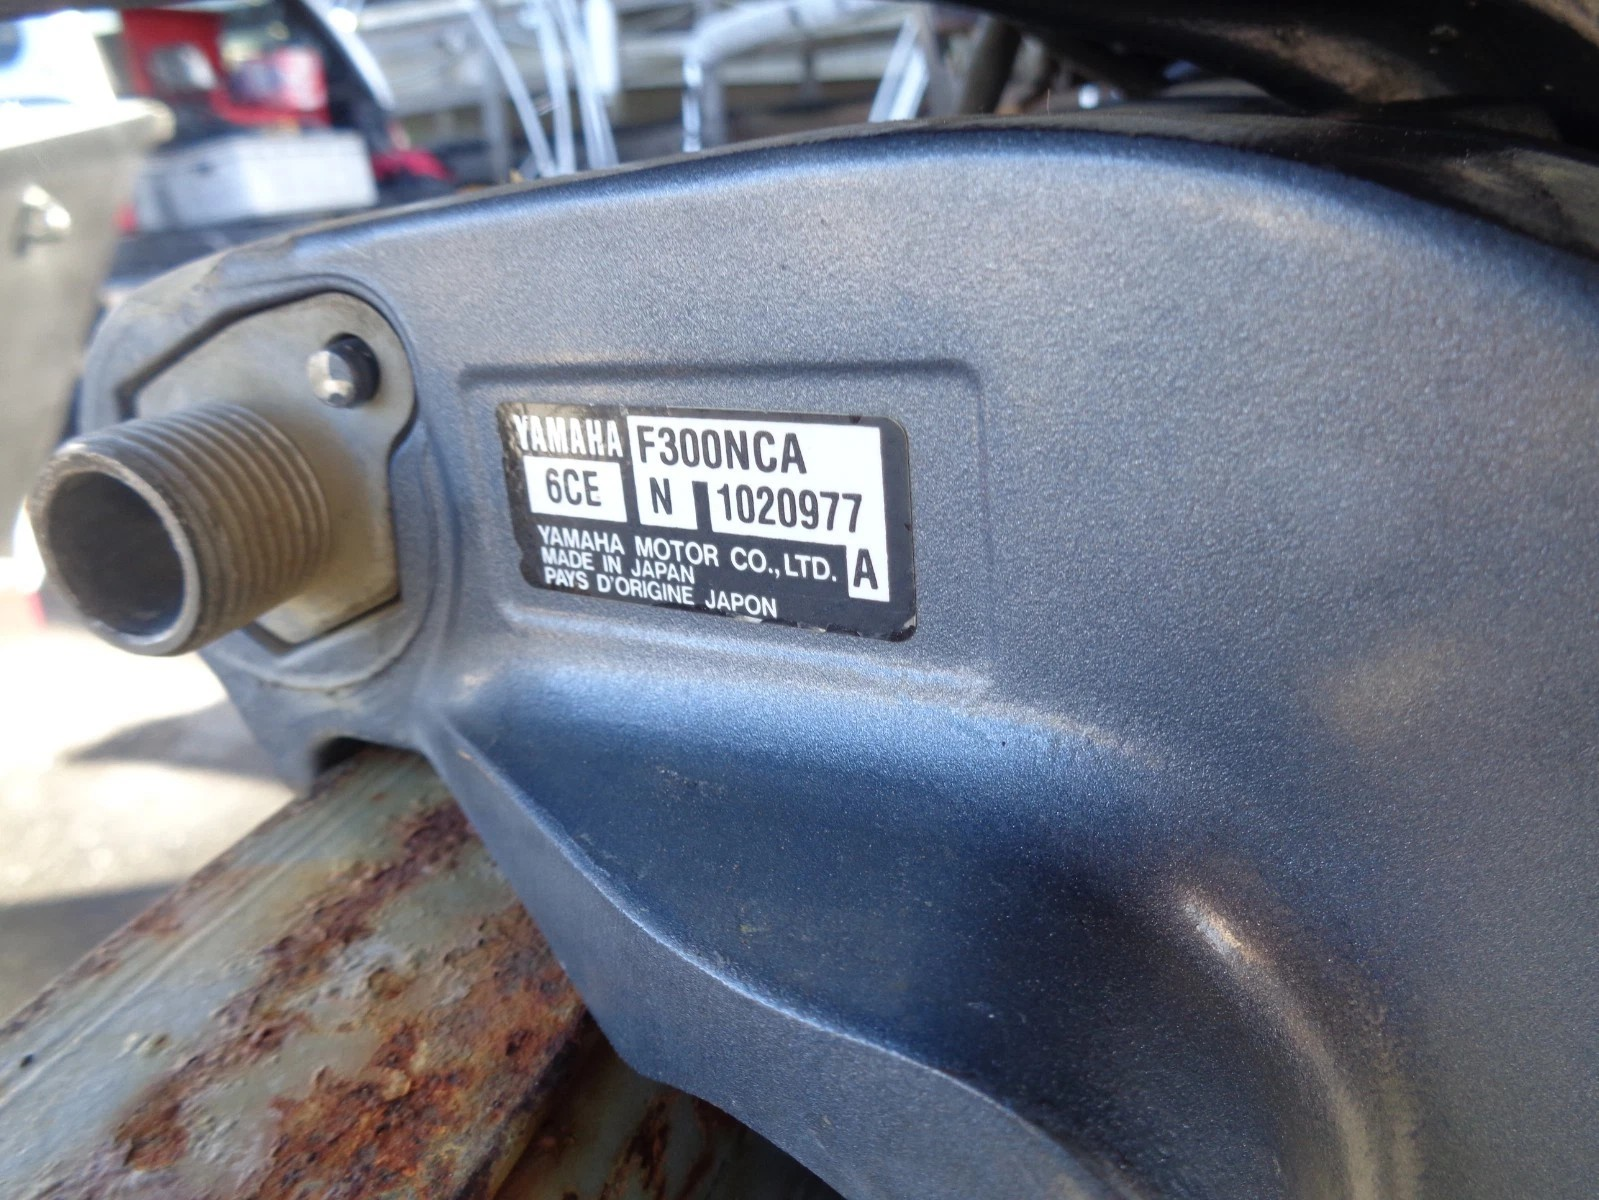 YAMAHA F300NCA
6CE N 1020977
YAMAHA MOTOR CO.,LTD. A
MADE IN JAPAN
PAYS D'ORIGINE JAPON